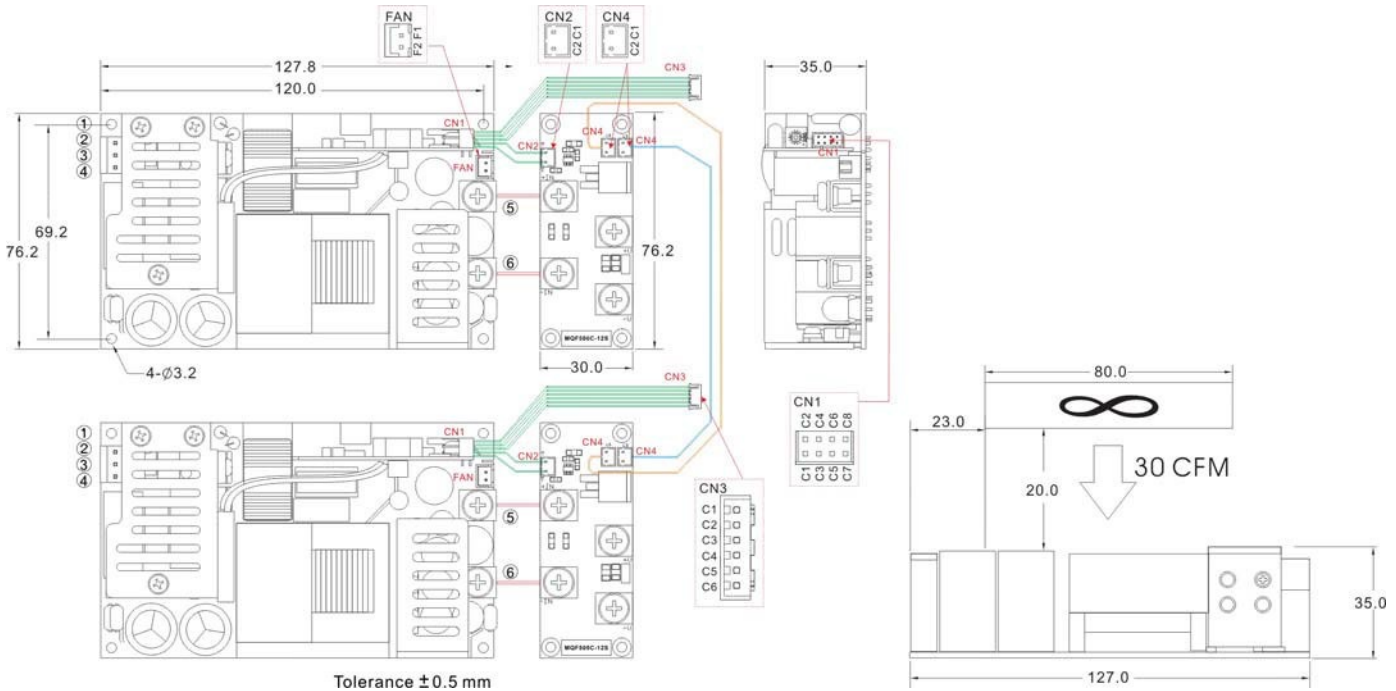 FAN
F2 F1
CN2
C2 C1
CN4
C2 C1
127.8
120.0
CN3
35.0
①
②
③
④
CN1
CN2
FAN
CN4
CN4
+IN
⑤
⑥
-IN
69.2
76.2
76.2
CN1
30.0
4-Ø3.2
CN3
80.0
23.0
CN1
C2 C4 C6 C8
C1 C3 C5 C7
30 CFM
20.0
①
②
③
④
CN1
CN2
FAN
CN4
CN4
+IN
⑤
⑥
-IN
CN3
C1
C2
C3
C4
C5
C6
35.0
127.0
Tolerance ±0.5 mm